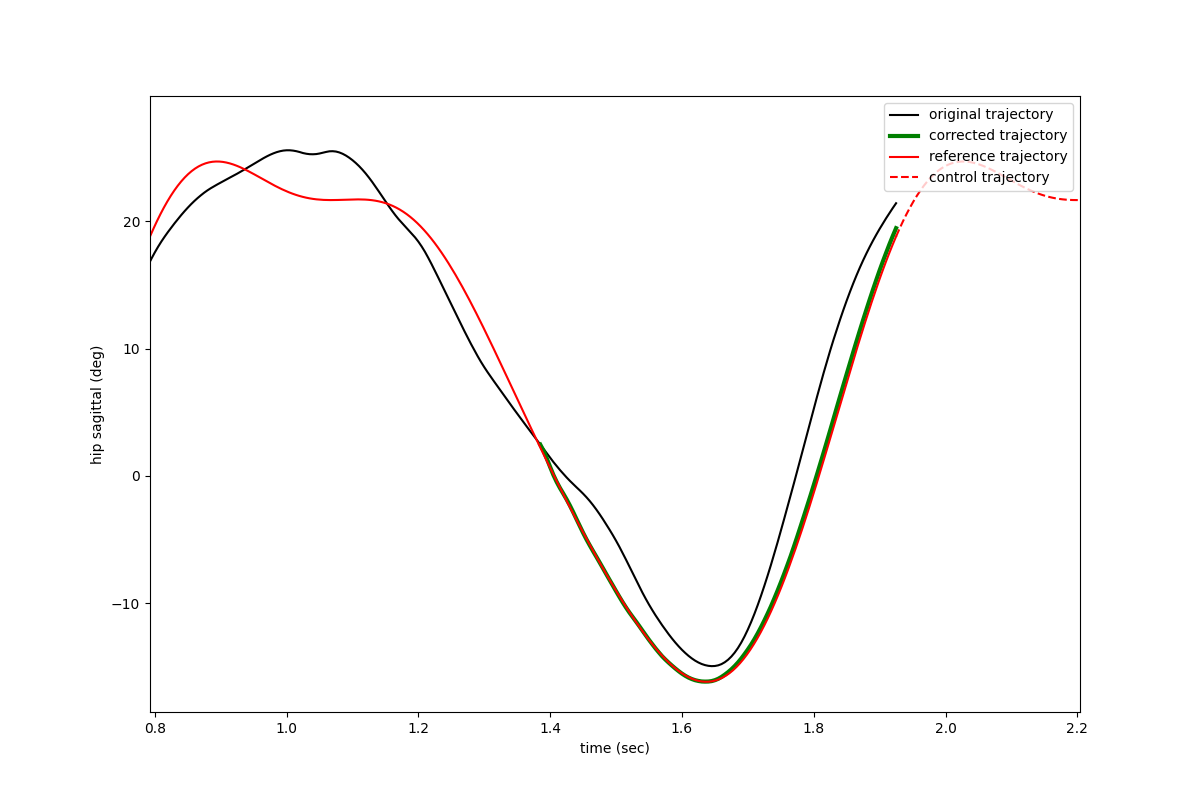 original trajectory
corrected trajectory
reference trajectory
control trajectory
hip sagittal (deg)
20
10
0
−10
0.8 1.0 1.2 1.4 1.6 1.8 2.0 2.2
time (sec)